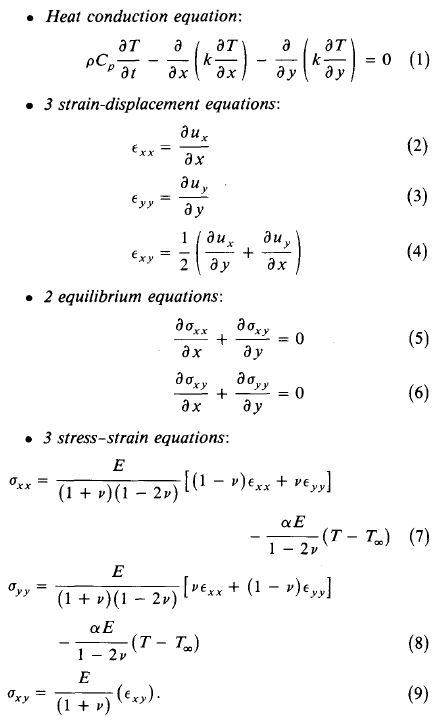 • Heat conduction equation:
ρC_p ∂T/∂t − ∂/∂x (k ∂T/∂x) − ∂/∂y (k ∂T/∂y) = 0 (1)
• 3 strain-displacement equations:
ϵ_xx = ∂u_x/∂x (2)
ϵ_yy = ∂u_y/∂y (3)
ϵ_xy = 1/2 (∂u_x/∂y + ∂u_y/∂x) (4)
• 2 equilibrium equations:
∂σ_xx/∂x + ∂σ_xy/∂y = 0 (5)
∂σ_xy/∂x + ∂σ_yy/∂y = 0 (6)
• 3 stress–strain equations:
σ_xx = E/((1 + ν)(1 − 2ν)) [(1 − ν)ϵ_xx + νϵ_yy]
− αE/(1 − 2ν) (T − T_∞) (7)
σ_yy = E/((1 + ν)(1 − 2ν)) [νϵ_xx + (1 − ν)ϵ_yy]
− αE/(1 − 2ν) (T − T_∞) (8)
σ_xy = E/(1 + ν) (ϵ_xy). (9)